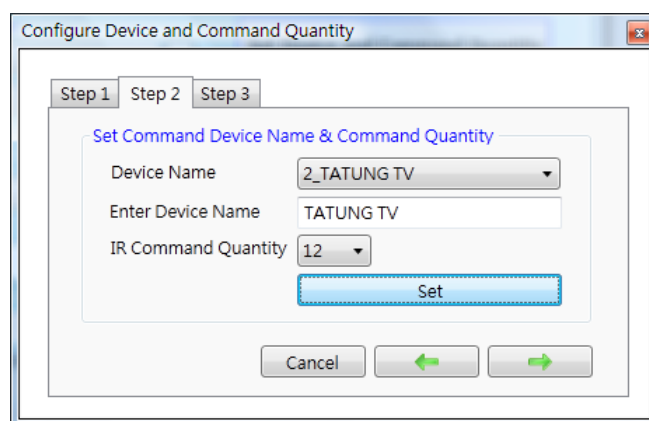 Configure Device and Command Quantity
Step 1 Step 2 Step 3
Set Command Device Name & Command Quantity
Device Name 2_TATUNG TV
Enter Device Name TATUNG TV
IR Command Quantity 12
Set
Cancel